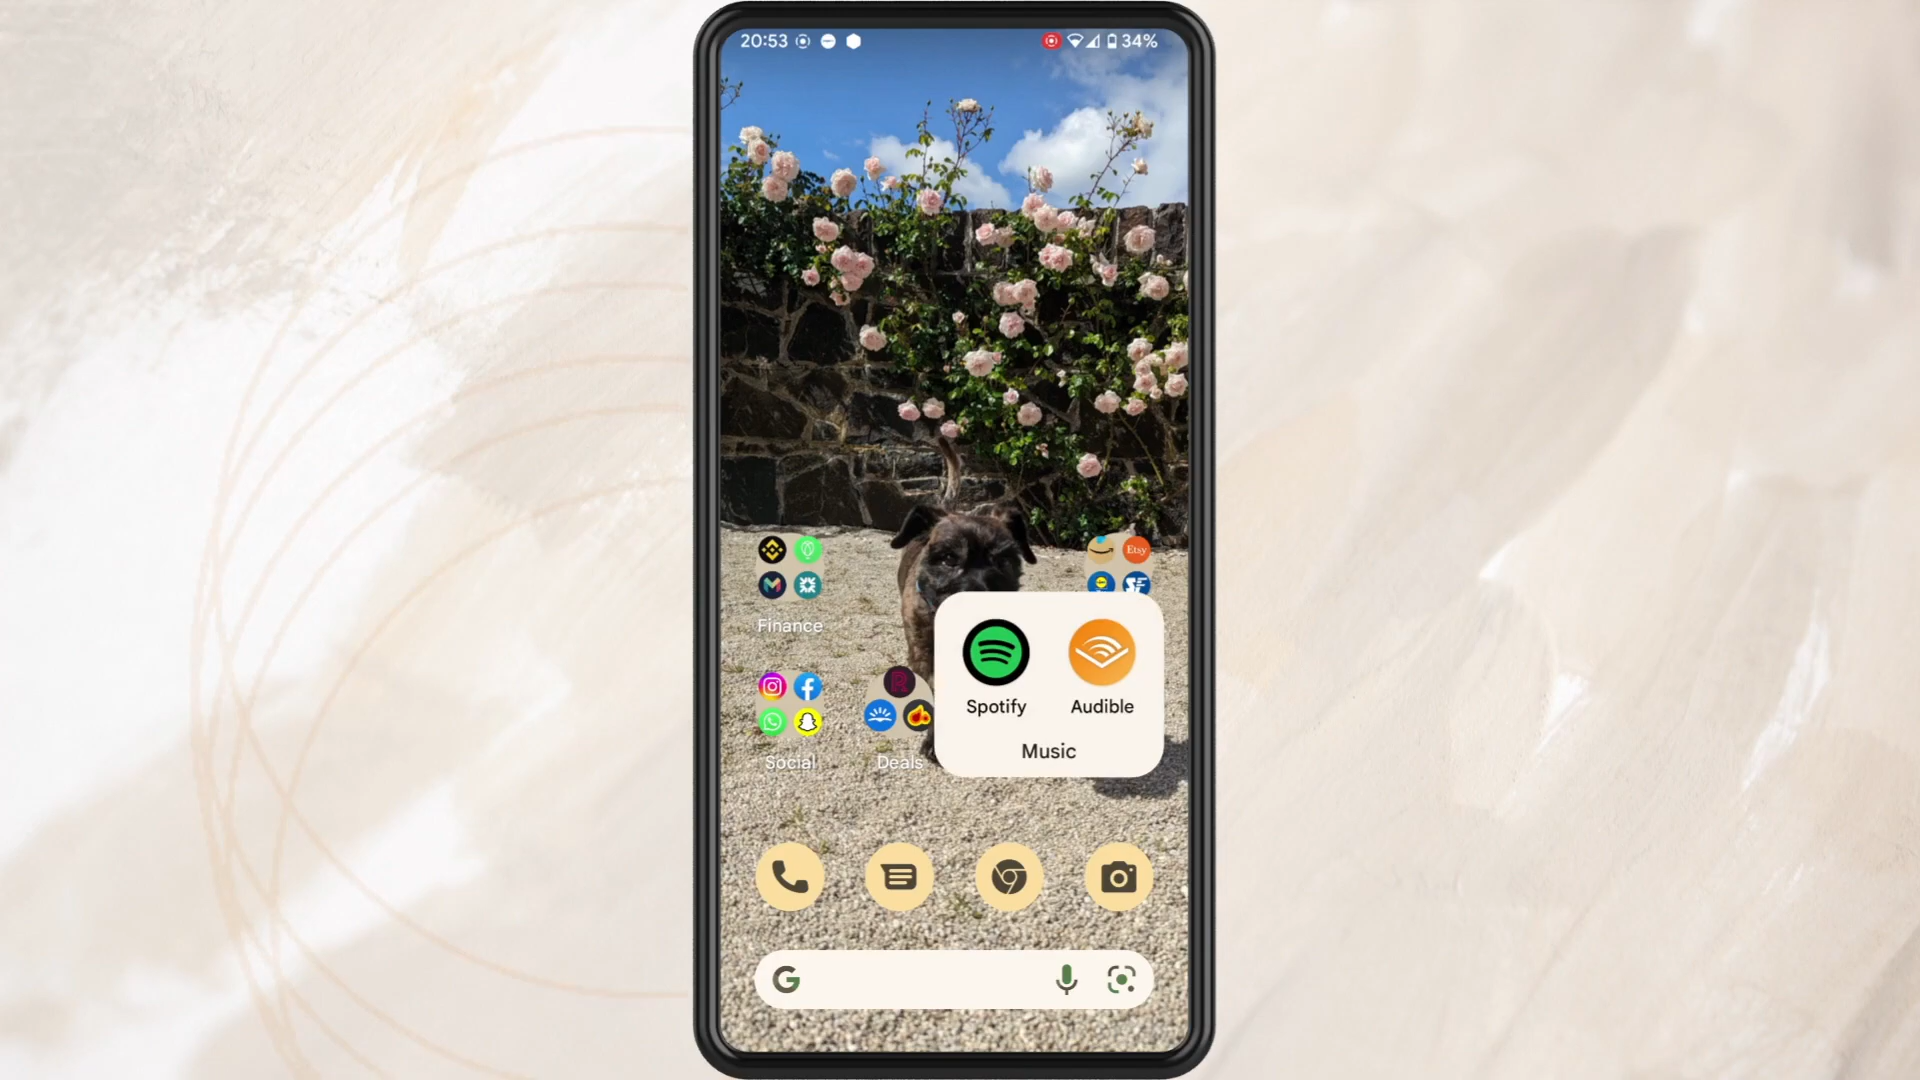 20:53
34%
Etsy
Finance
Spotify Audible
Music
Social Deals